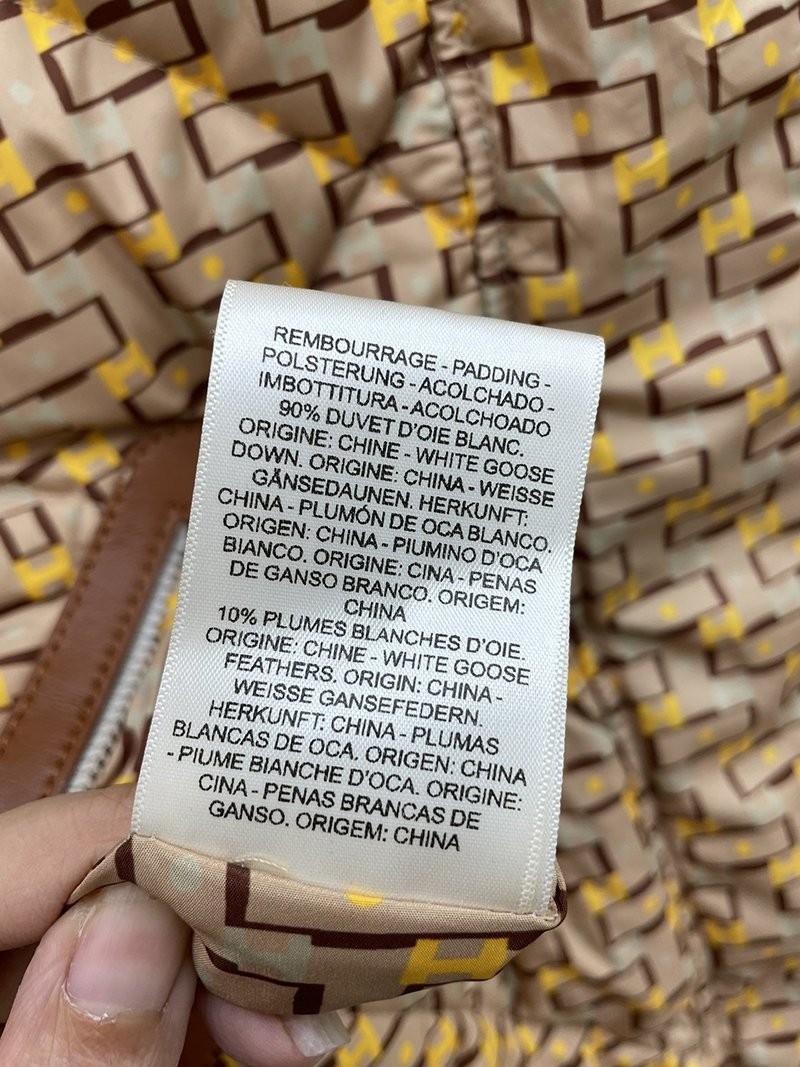 REMBOURRAGE - PADDING -
POLSTERUNG - ACOLCHADO -
IMBOTTITURA - ACOLCHOADO
90% DUVET D'OIE BLANC.
ORIGINE: CHINE - WHITE GOOSE
DOWN. ORIGINE: CHINA - WEISSE
GÄNSEDAUNEN. HERKUNFT:
CHINA - PLUMÓN DE OCA BLANCO.
ORIGEN: CHINA - PIUMINO D'OCA
BIANCO. ORIGINE: CINA - PENAS
DE GANSO BRANCO. ORIGEM:
CHINA
10% PLUMES BLANCHES D'OIE.
ORIGINE: CHINE - WHITE GOOSE
FEATHERS. ORIGIN: CHINA -
WEISSE GANSEFEDERN.
HERKUNFT: CHINA - PLUMAS
BLANCAS DE OCA. ORIGEN: CHINA
- PIUME BIANCHE D'OCA. ORIGINE:
CINA - PENAS BRANCAS DE
GANSO. ORIGEM: CHINA